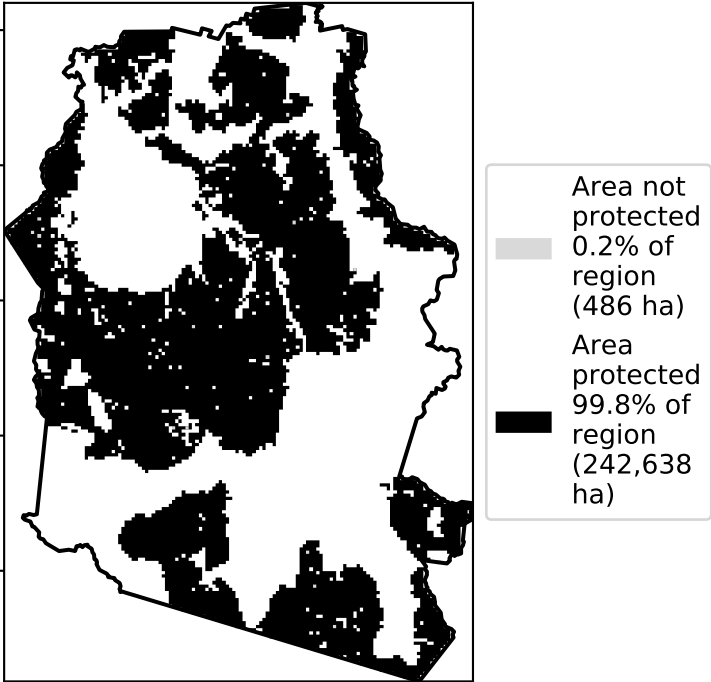 Area not
protected
0.2% of
region
(486 ha)
Area
protected
99.8% of
region
(242,638
ha)